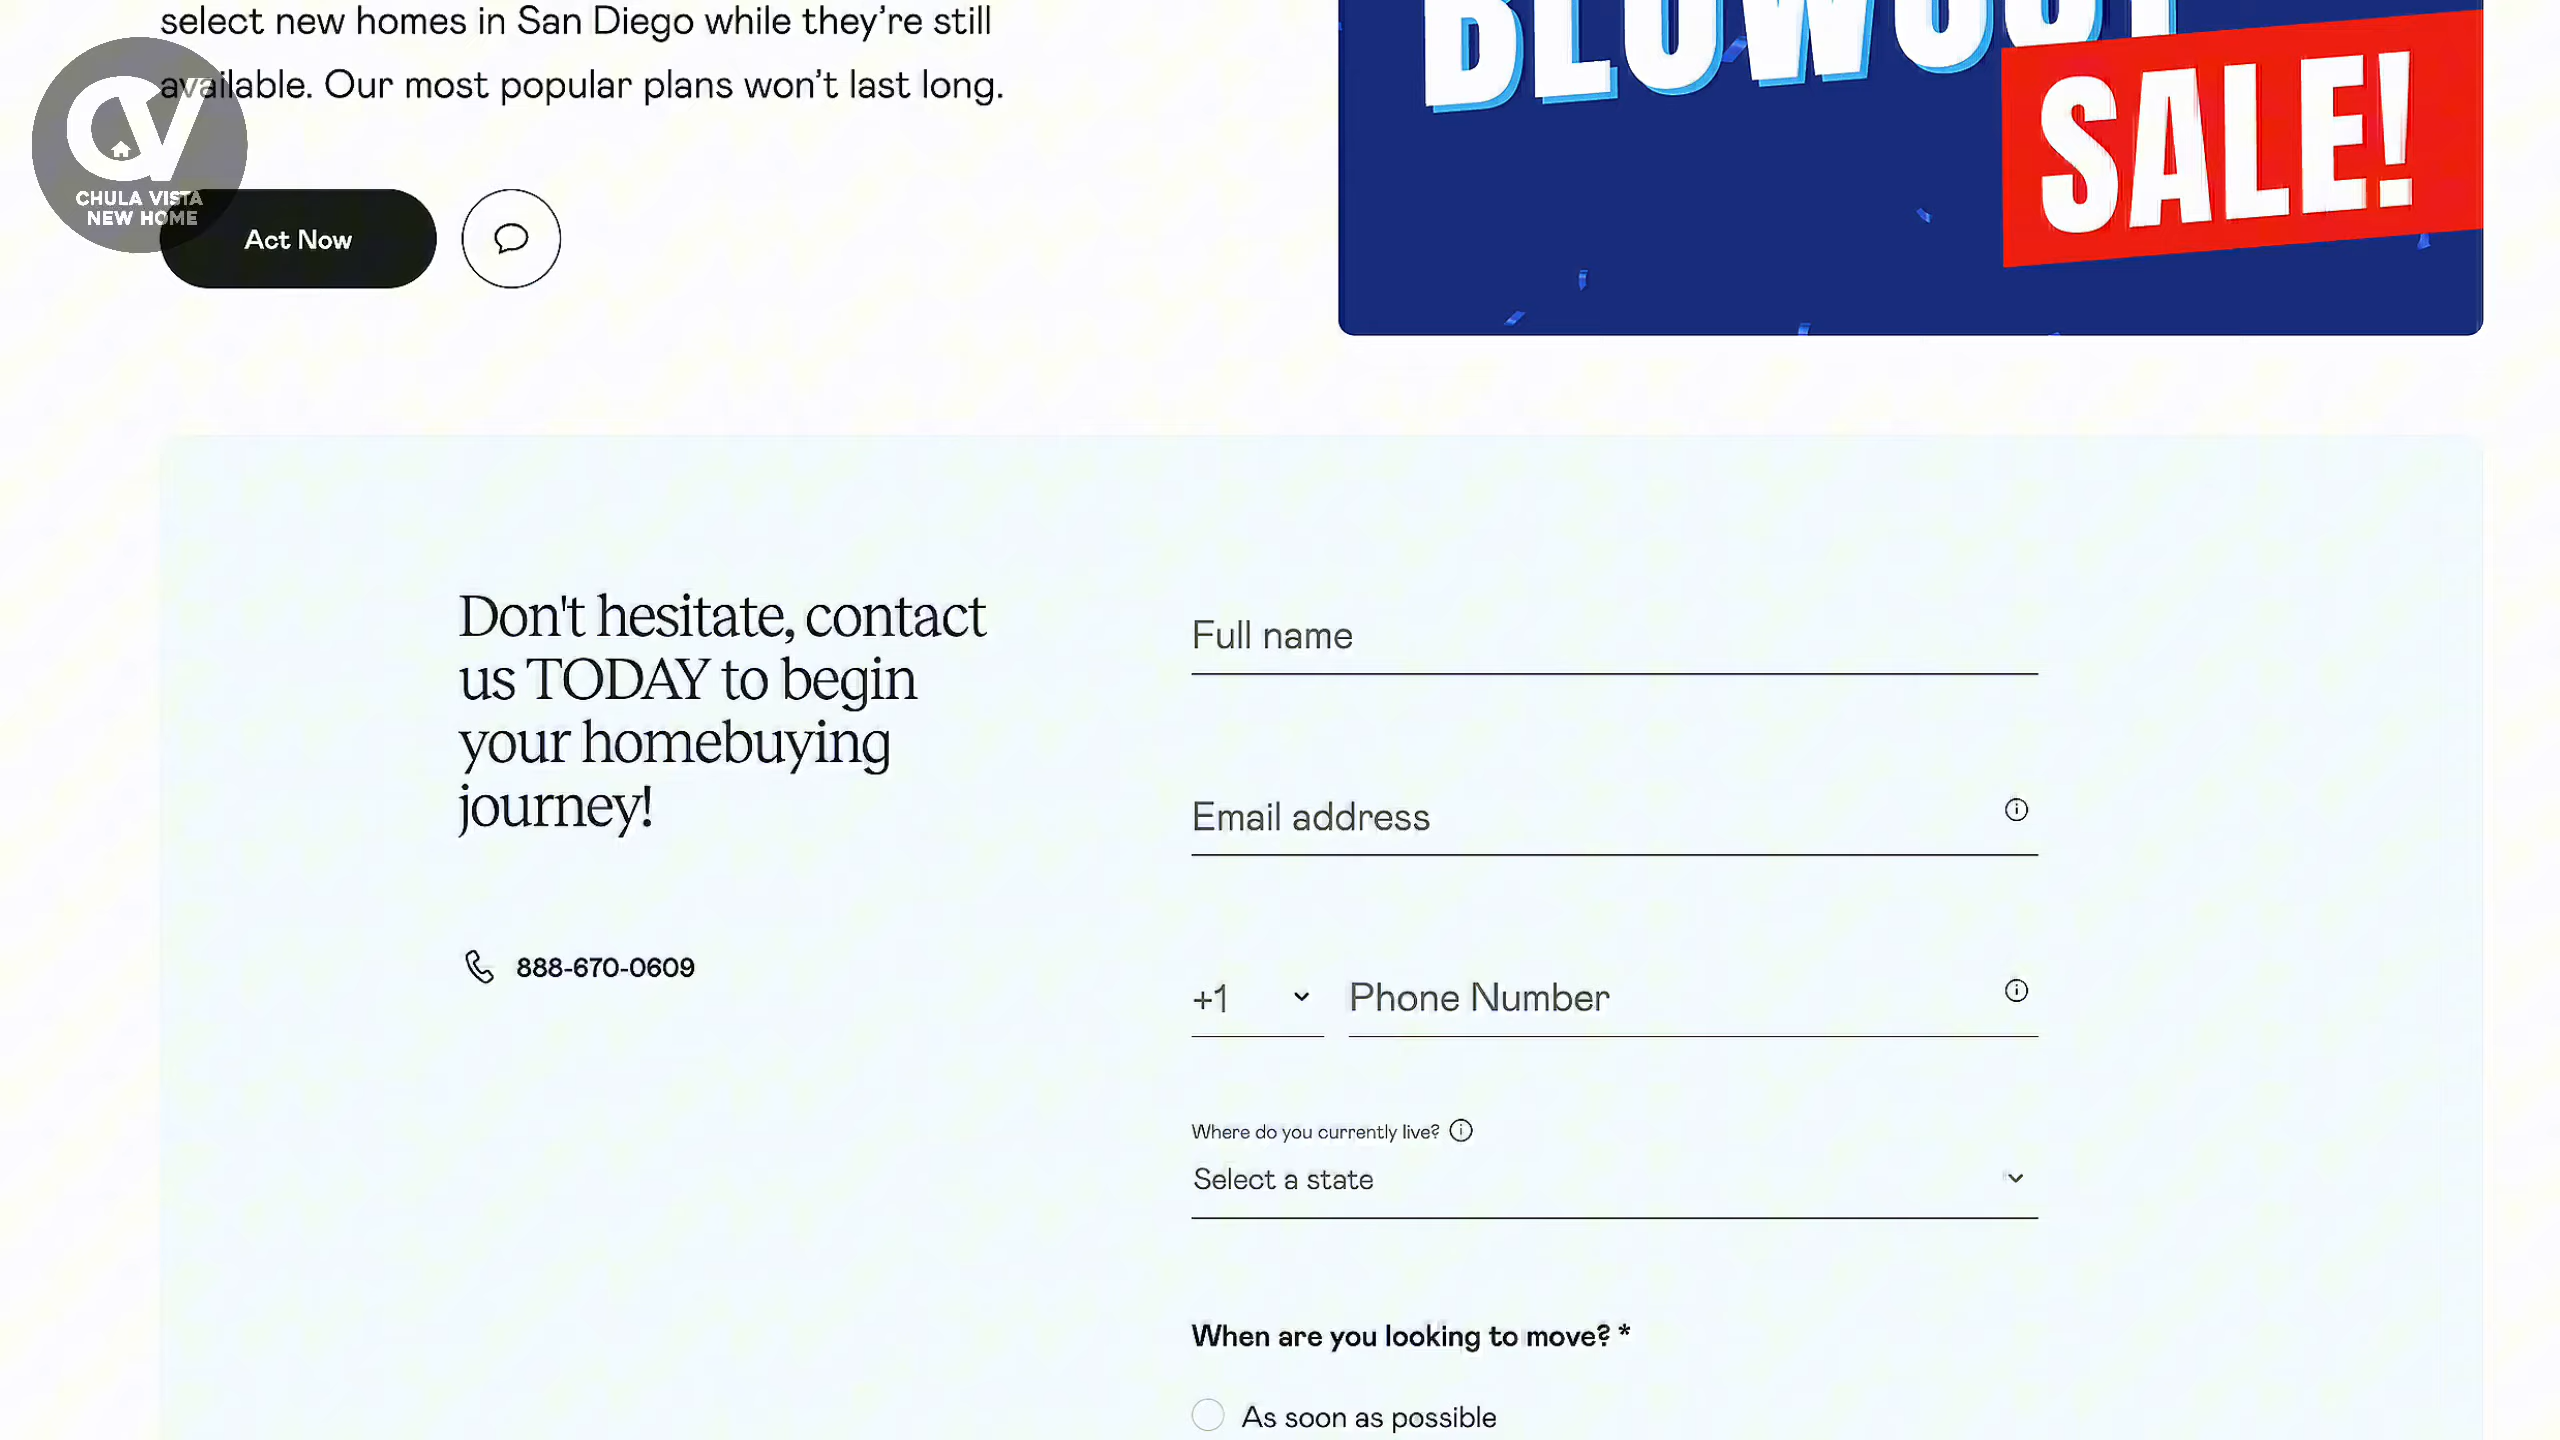 select new homes in San Diego while they’re still
available. Our most popular plans won’t last long.
CV
CHULA VISTA
NEW HOME
Act Now
BLOWOUT
SALE!
Don't hesitate, contact
us TODAY to begin
your homebuying
journey!
888-670-0609
Full name
Email address
+1
Phone Number
Where do you currently live?
Select a state
When are you looking to move? *
As soon as possible